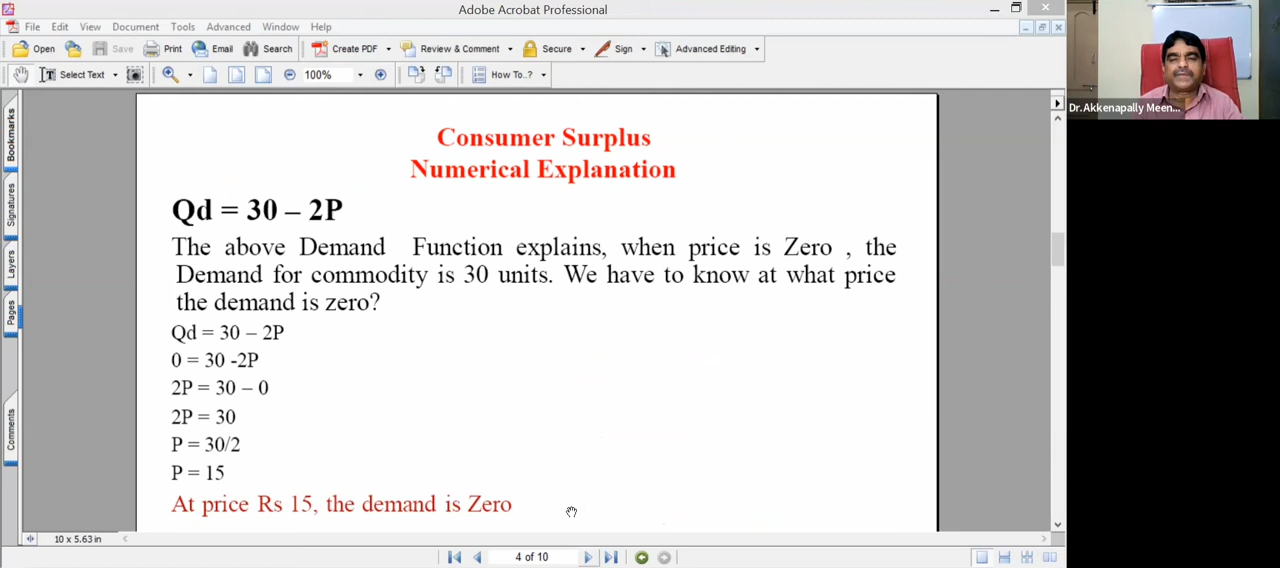 Adobe Acrobat Professional
File Edit View Document Tools Advanced Window Help
Open Save Print Email Search Create PDF Review & Comment Secure Sign Advanced Editing
Select Text 100% How To..?
Dr.Akkenapally Meen...
Bookmarks
Signatures
Layers
Pages
Comments
Consumer Surplus
Numerical Explanation
Qd = 30 – 2P
The above Demand Function explains, when price is Zero , the
Demand for commodity is 30 units. We have to know at what price
the demand is zero?
Qd = 30 – 2P
0 = 30 -2P
2P = 30 – 0
2P = 30
P = 30/2
P = 15
At price Rs 15, the demand is Zero
10 x 5.63 in
4 of 10